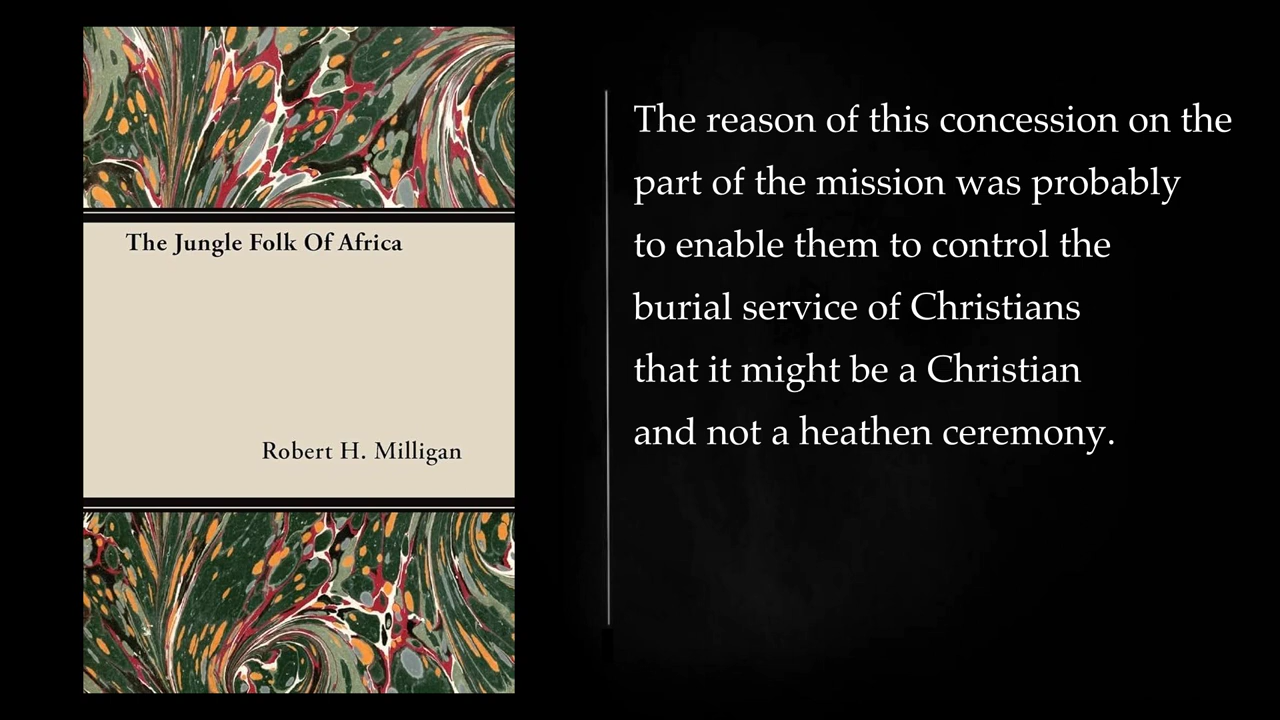 The Jungle Folk Of Africa
Robert H. Milligan
The reason of this concession on the
part of the mission was probably
to enable them to control the
burial service of Christians
that it might be a Christian
and not a heathen ceremony.